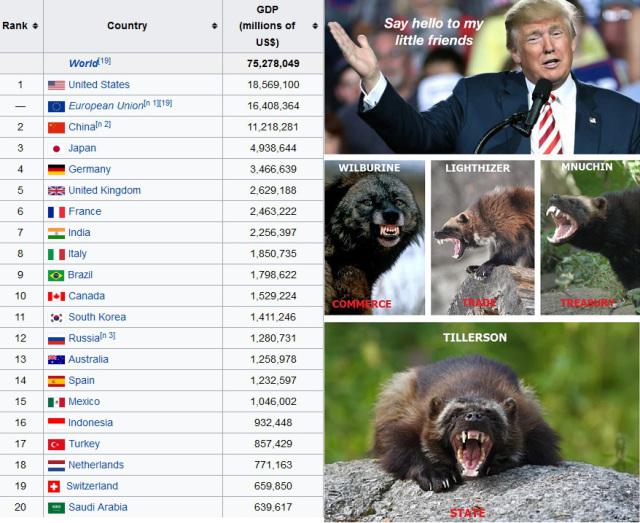 Rank Country GDP (millions of US$)
World[19] 75,278,049
1 United States 18,569,100
— European Union[n 1][19] 16,408,364
2 China[n 2] 11,218,281
3 Japan 4,938,644
4 Germany 3,466,639
5 United Kingdom 2,629,188
6 France 2,463,222
7 India 2,256,397
8 Italy 1,850,735
9 Brazil 1,798,622
10 Canada 1,529,224
11 South Korea 1,411,246
12 Russia[n 3] 1,280,731
13 Australia 1,258,978
14 Spain 1,232,597
15 Mexico 1,046,002
16 Indonesia 932,448
17 Turkey 857,429
18 Netherlands 771,163
19 Switzerland 659,850
20 Saudi Arabia 639,617
Say hello to my
little friends
WILBURINE
COMMERCE
LIGHTHIZER
TRADE
MNUCHIN
TREASURY
TILLERSON
STATE